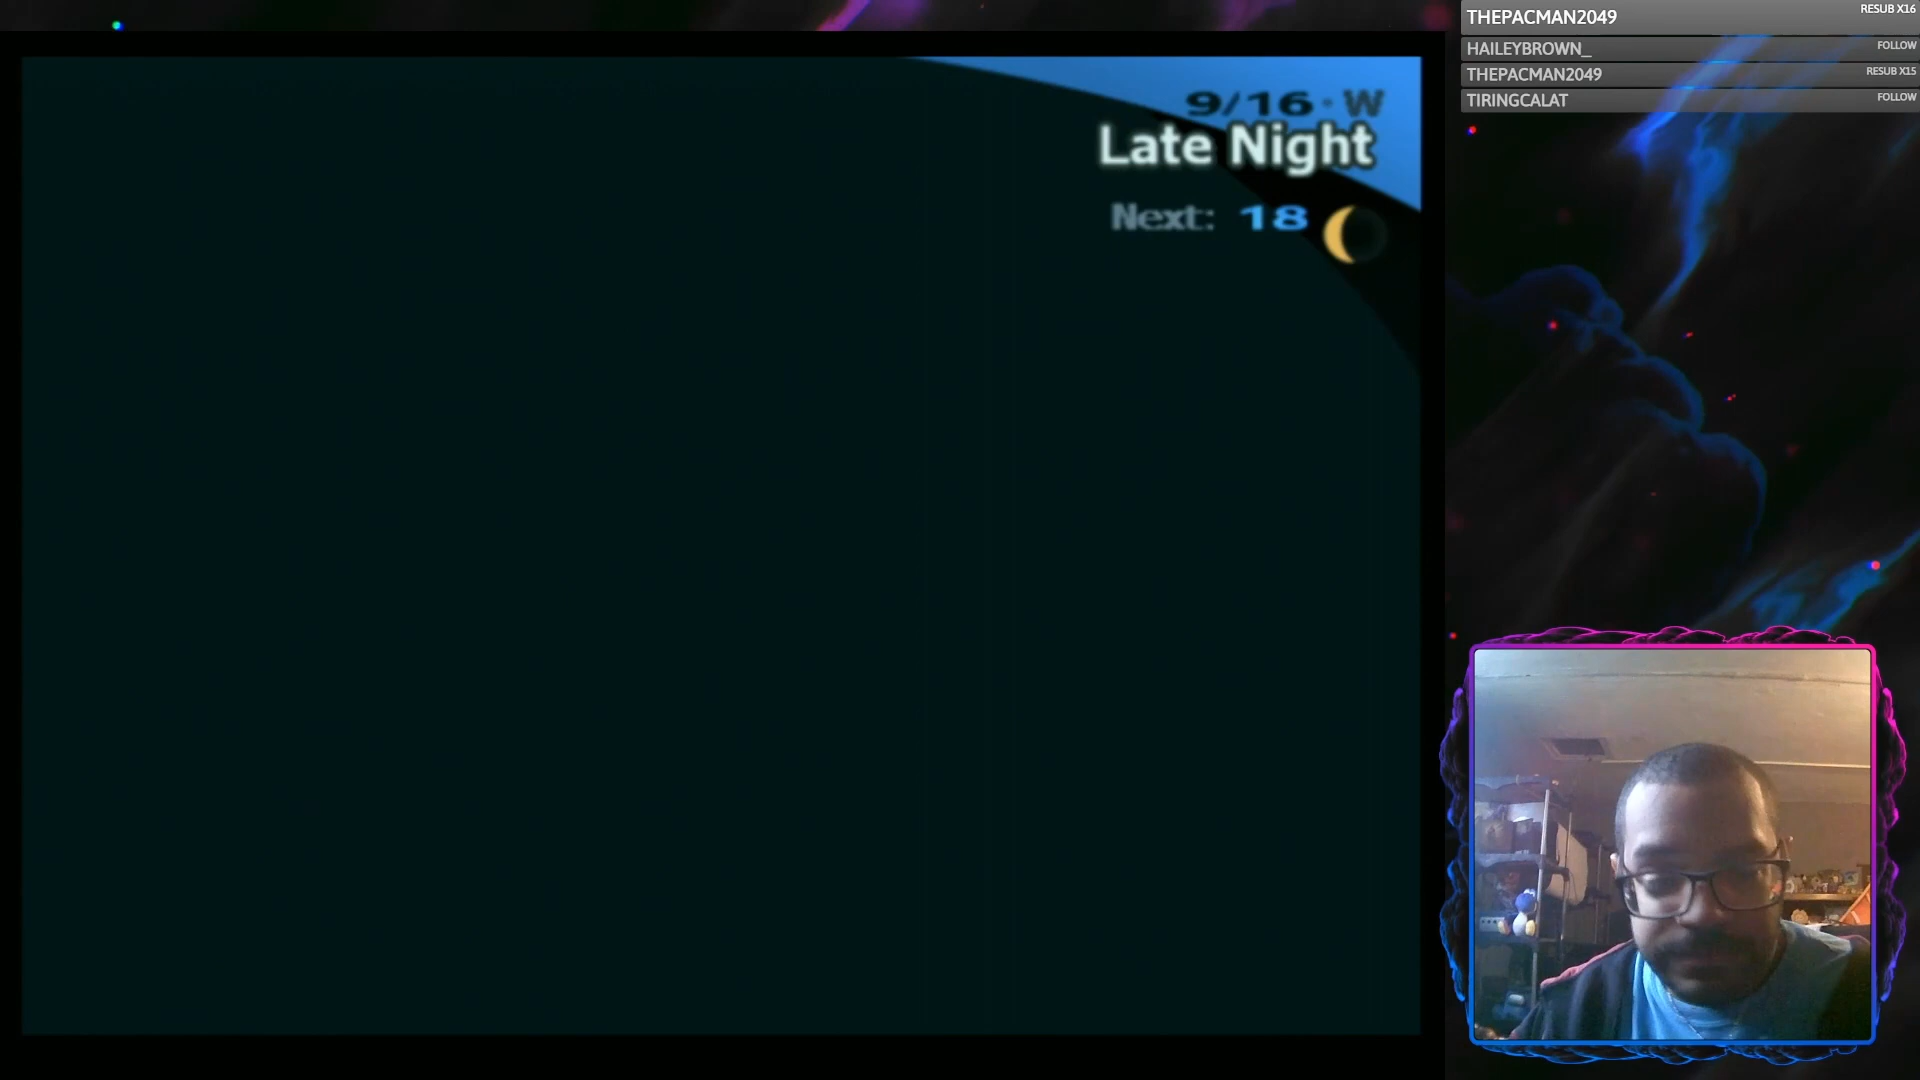 9/16 · W
Late Night
Next: 18
THEPACMAN2049 RESUB X16
HAILEYBROWN_ FOLLOW
THEPACMAN2049 RESUB X15
TIRINGCALAT FOLLOW